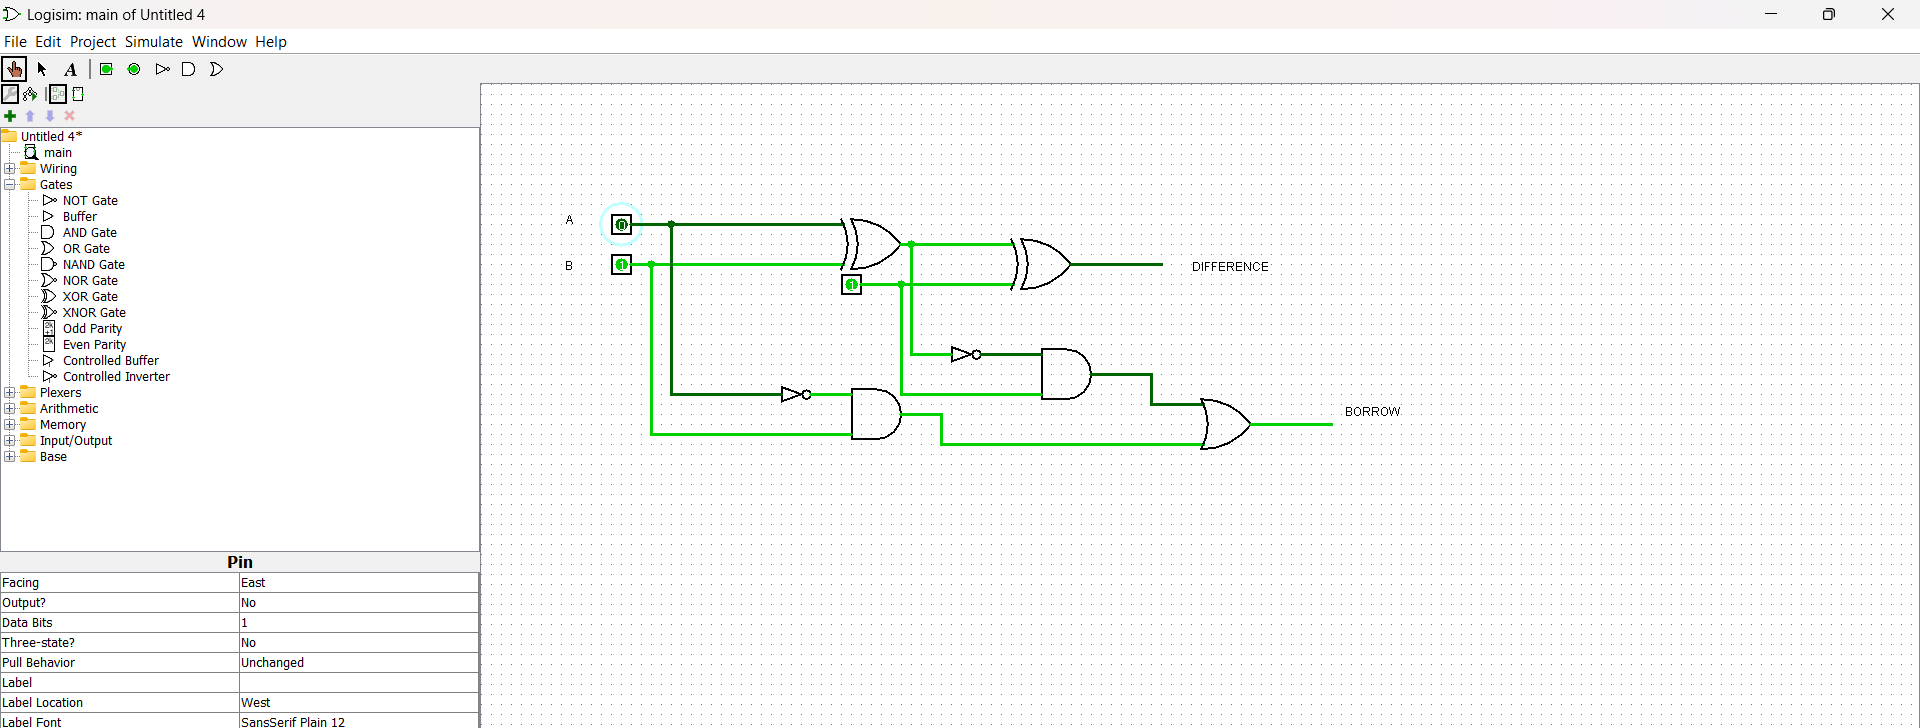 Logisim: main of Untitled 4
File Edit Project Simulate Window Help
A
Untitled 4*
main
Wiring
Gates
NOT Gate
Buffer
AND Gate
OR Gate
NAND Gate
NOR Gate
XOR Gate
XNOR Gate
Odd Parity
Even Parity
Controlled Buffer
Controlled Inverter
Plexers
Arithmetic
Memory
Input/Output
Base
Pin
Facing East
Output? No
Data Bits 1
Three-state? No
Pull Behavior Unchanged
Label
Label Location West
Label Font SansSerif Plain 12
A 0
B 1
1
DIFFERENCE
BORROW